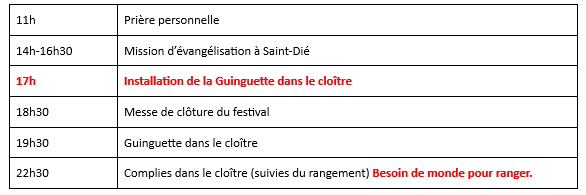 11h Prière personnelle
14h-16h30 Mission d’évangélisation à Saint-Dié
17h Installation de la Guinguette dans le cloître
18h30 Messe de clôture du festival
19h30 Guinguette dans le cloître
22h30 Complies dans le cloître (suivies du rangement) Besoin de monde pour ranger.